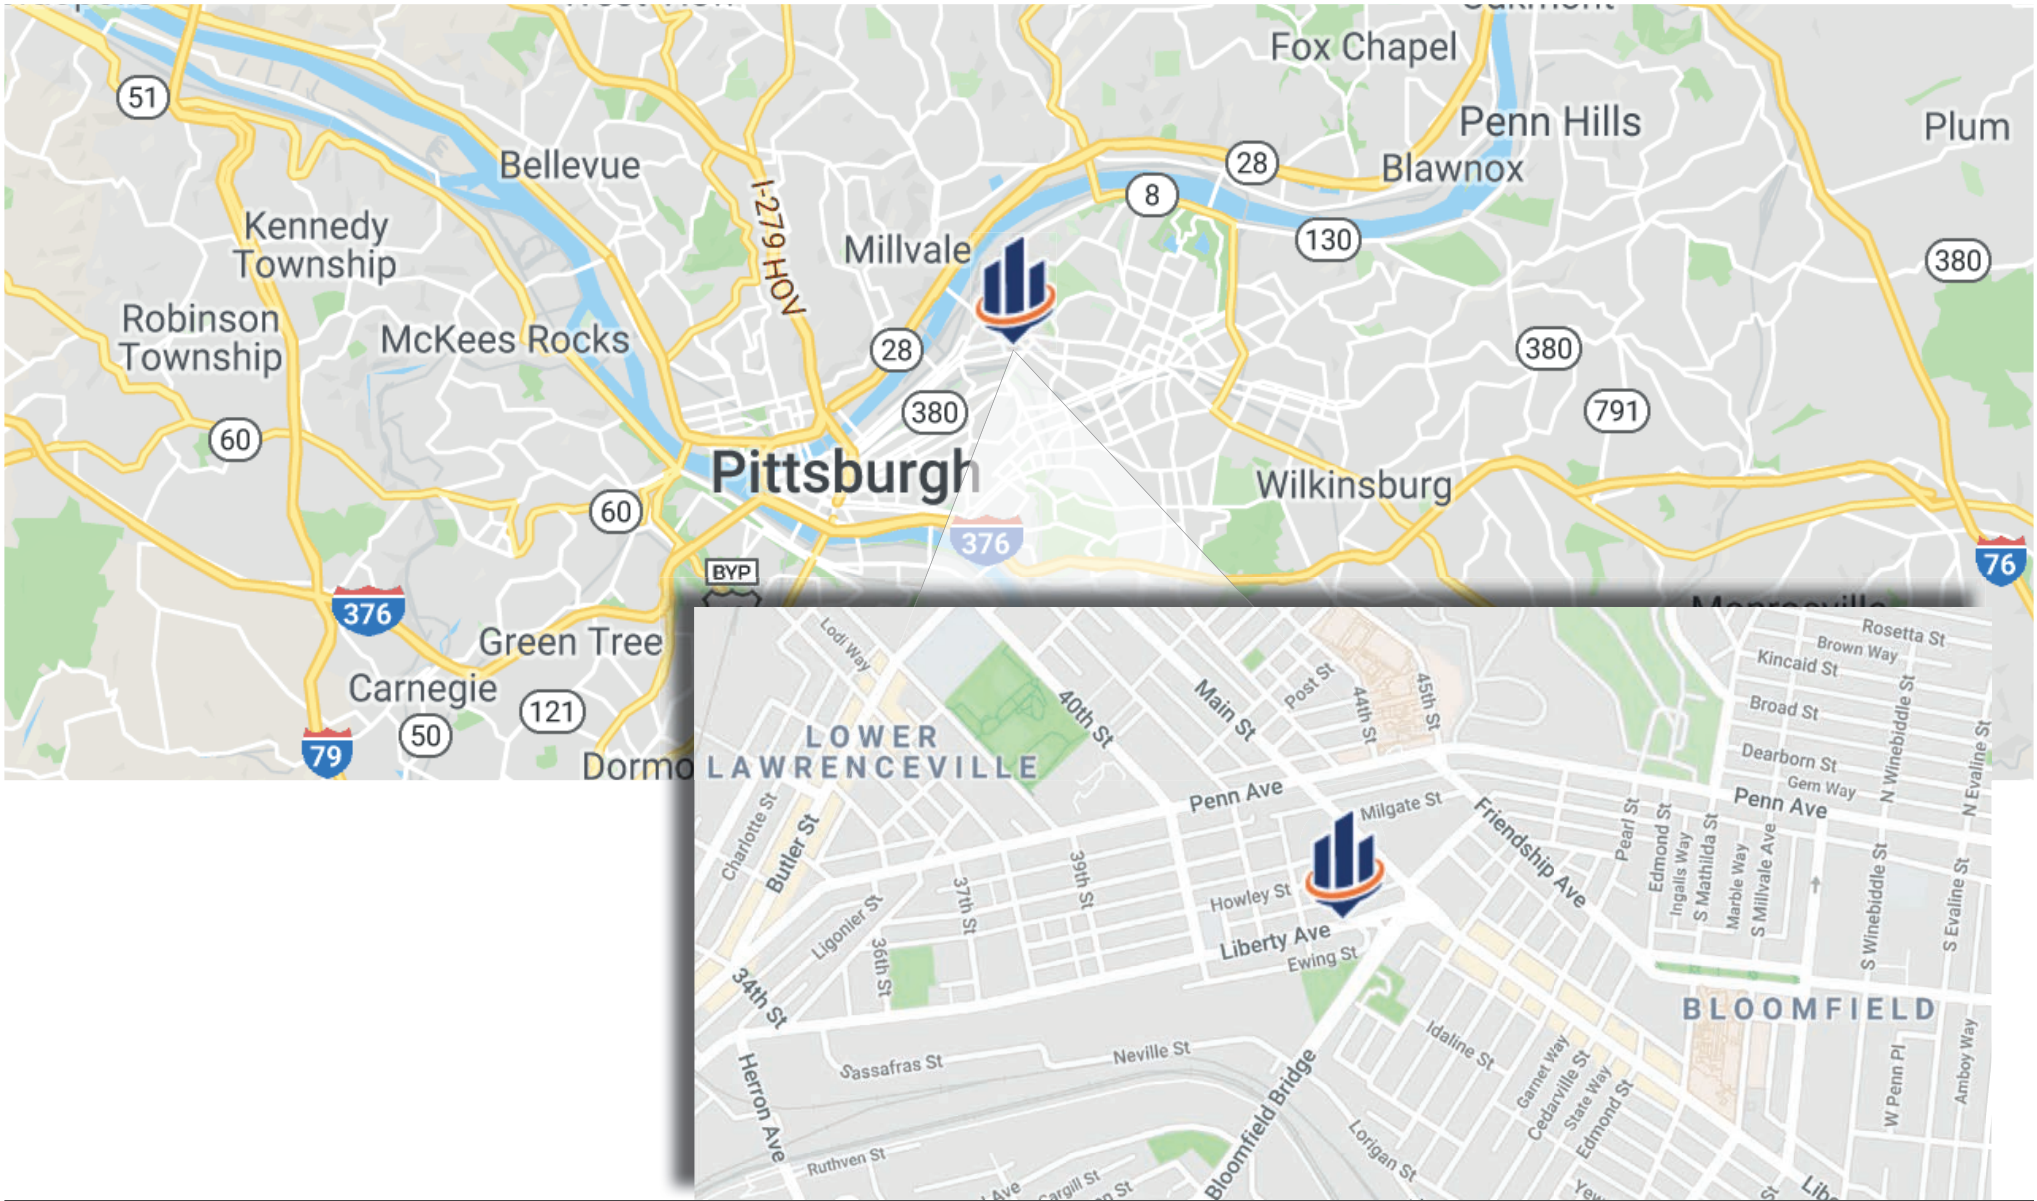 Fox Chapel
51
Penn Hills
Plum
Bellevue
28
Blawnox
8
I-279 HOV
Kennedy
Township
Millvale
130
380
Robinson
Township
McKees Rocks
28
380
380
791
60
Pittsburgh
Wilkinsburg
60
376
76
BYP
376
Green Tree
Carnegie
121
50
79
Lodi Way
40th St
Main St
Post St
44th St
45th St
Rosetta St
Brown Way
Kincaid St
N Winebiddle St
Broad St
N Evaline St
LOWER
LAWRENCEVILLE
Dearborn St
Gem Way
Penn Ave
Penn Ave
Milgate St
Friendship Ave
Charlotte St
Butler St
Pearl St
Edmond St
Ingalls Way
S Mathilda St
Marble Way
S Millvale Ave
S Winebiddle St
S Evaline St
39th St
37th St
Howley St
Ligonier St
36th St
Liberty Ave
Ewing St
34th St
BLOOMFIELD
Idaline St
Sassafras St
Neville St
Herron Ave
Bloomfield Bridge
Garnet Way
Cedarville St
State Way
Edmond St
W Penn Pl
Amboy Way
Lorigan St
Ruthven St